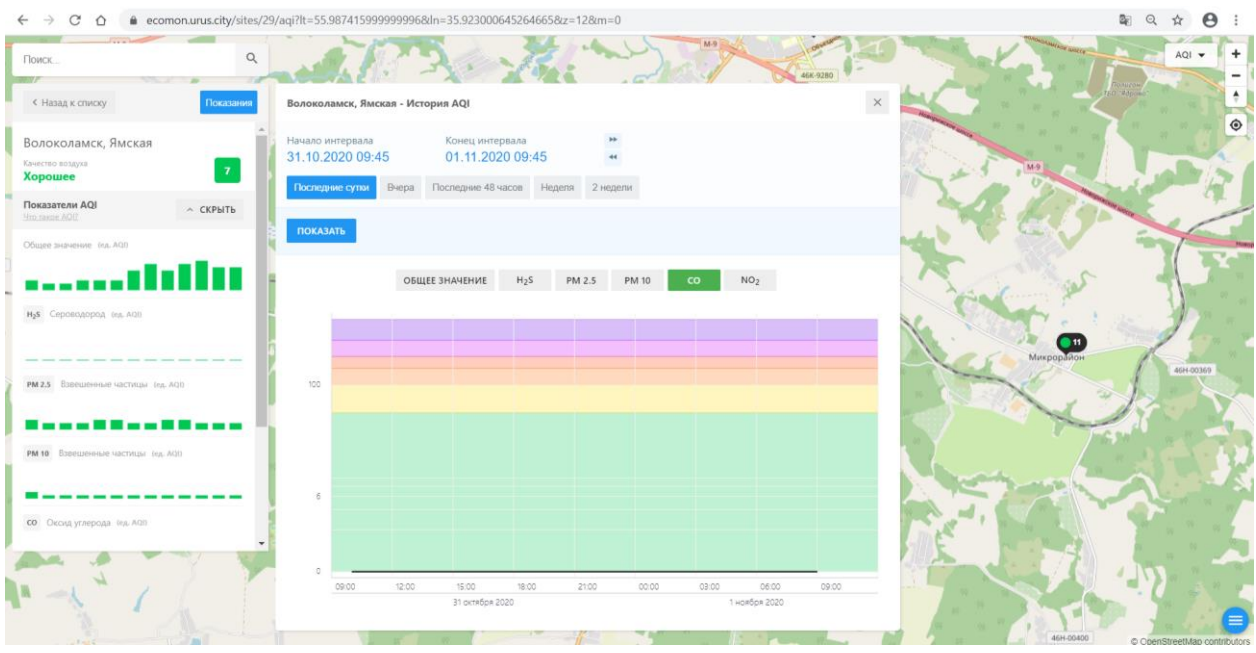 ecomon.urus.city/sites/29/aqi?lt=55.987415999999996&ln=35.923000645264665&z=12&m=0
Поиск...
Назад к списку
Показания
Волоколамск, Ямская
Качество воздуха
Хорошее
7
Показатели AQI
Что такое AQI?
СКРЫТЬ
Общее значение (ед. AQI)
H₂S Сероводород (ед. AQI)
PM 2.5 Взвешенные частицы (ед. AQI)
PM 10 Взвешенные частицы (ед. AQI)
CO Оксид углерода (ед. AQI)
Волоколамск, Ямская - История AQI
Начало интервала
31.10.2020 09:45
Конец интервала
01.11.2020 09:45
Последние сутки
Вчера
Последние 48 часов
Неделя
2 недели
ПОКАЗАТЬ
ОБЩЕЕ ЗНАЧЕНИЕ
H₂S
PM 2.5
PM 10
CO
NO₂
100
6
0
09:00 12:00 15:00 18:00 21:00 00:00 03:00 06:00 09:00
31 октября 2020
1 ноября 2020
М-9
46К-9280
AQI
М-9
11
Микрорайон
46Н-00369
46Н-00400
© OpenStreetMap contributors